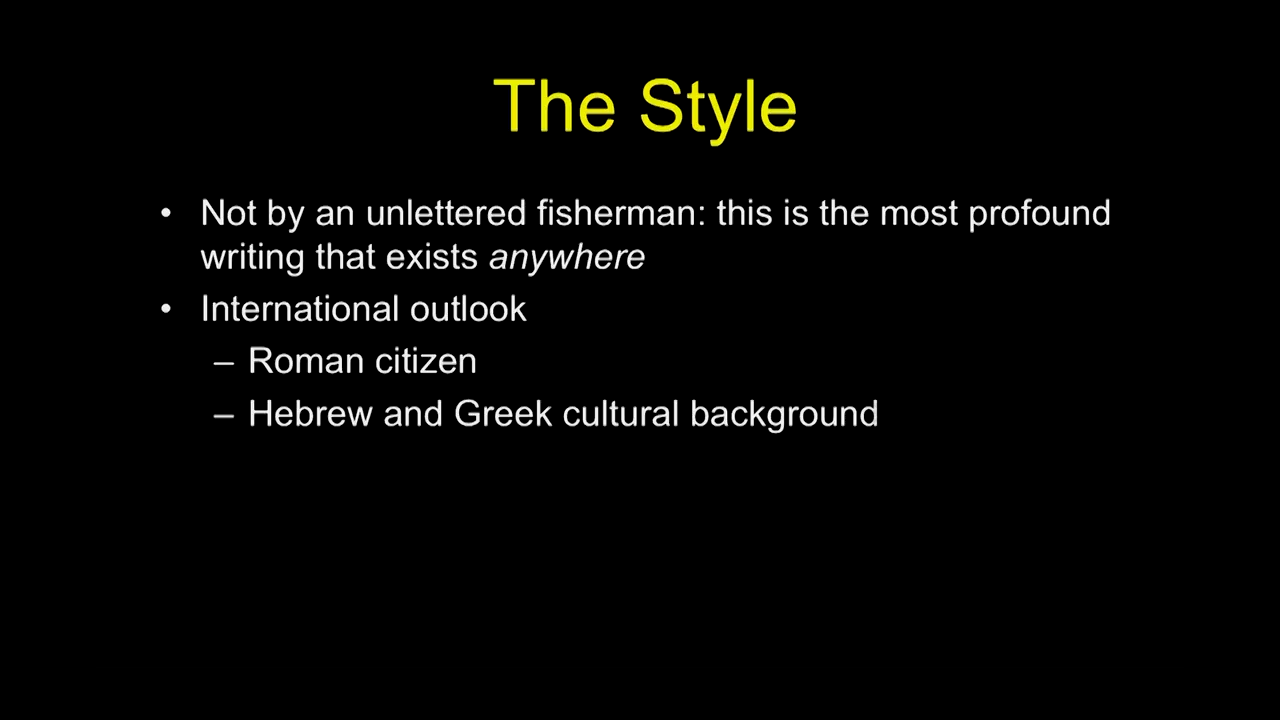 The Style
• Not by an unlettered fisherman: this is the most profound
writing that exists anywhere
• International outlook
– Roman citizen
– Hebrew and Greek cultural background